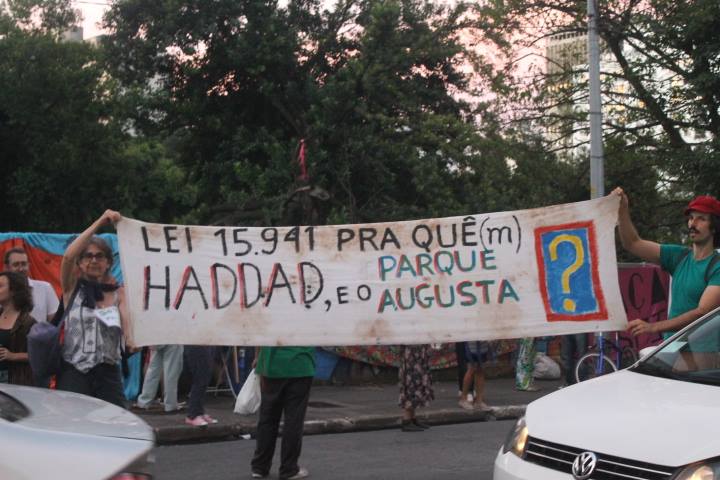 LEI 15.941 PRA QUÊ(m)
HADDAD, E O PARQUE
AUGUSTA ?